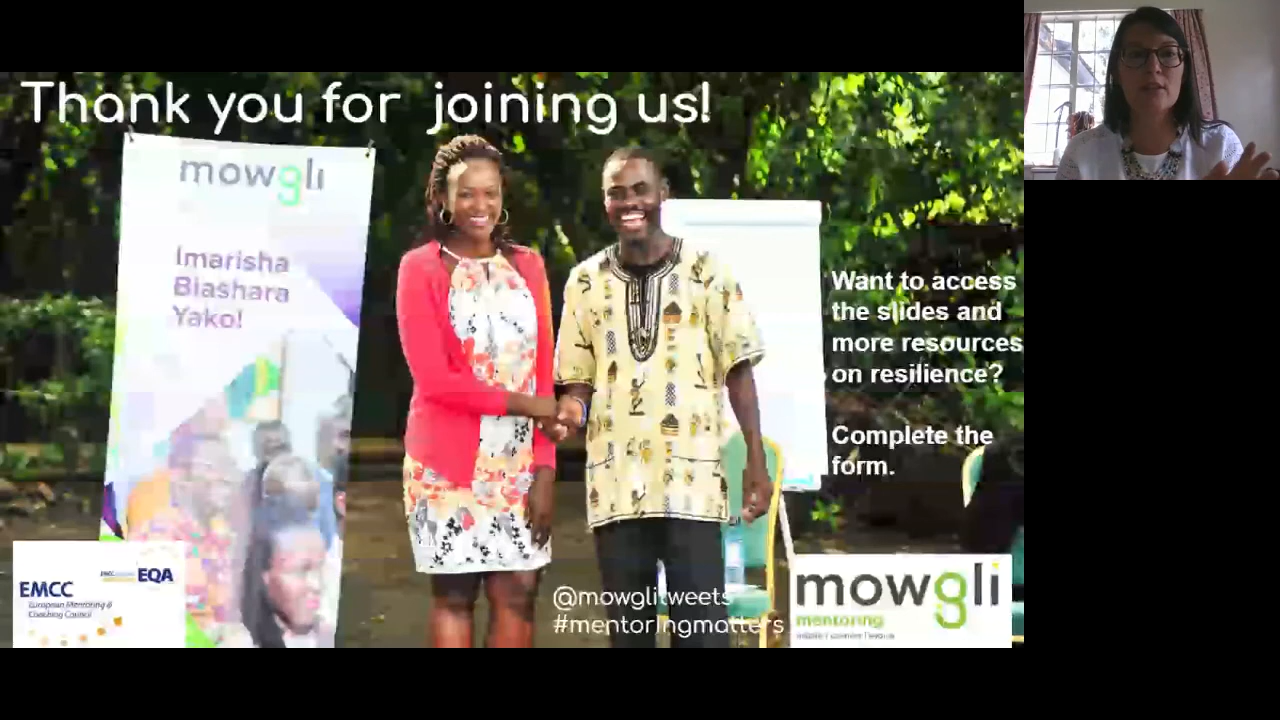 Thank you for joining us!
mowgli
Imarisha
Biashara
Yako!
Want to access
the slides and
more resources
on resilience?
Complete the
form.
EQA
EMCC
European Mentoring &
Coaching Council
@mowglitweets
#mentoringmatters
mowgli
mentoring